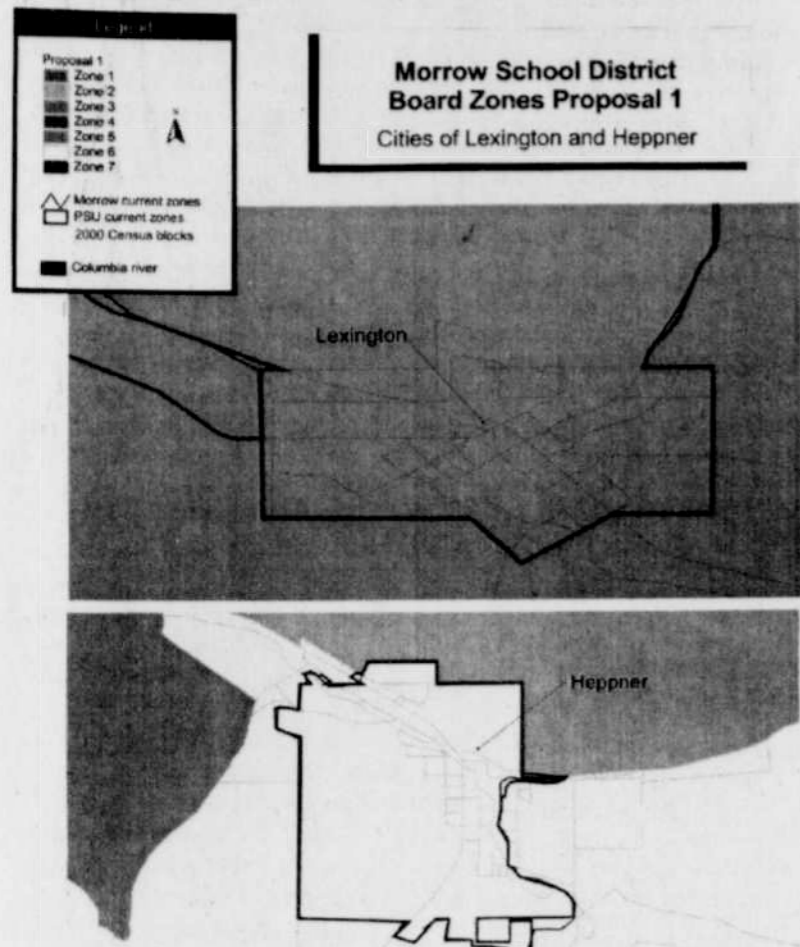 Legend
Proposal 1
Zone 1
Zone 2
Zone 3
Zone 4
Zone 5
Zone 6
Zone 7
Morrow current zones
PSU current zones
2000 Census blocks
Columbia river
N
Morrow School District
Board Zones Proposal 1
Cities of Lexington and Heppner
Lexington
Heppner